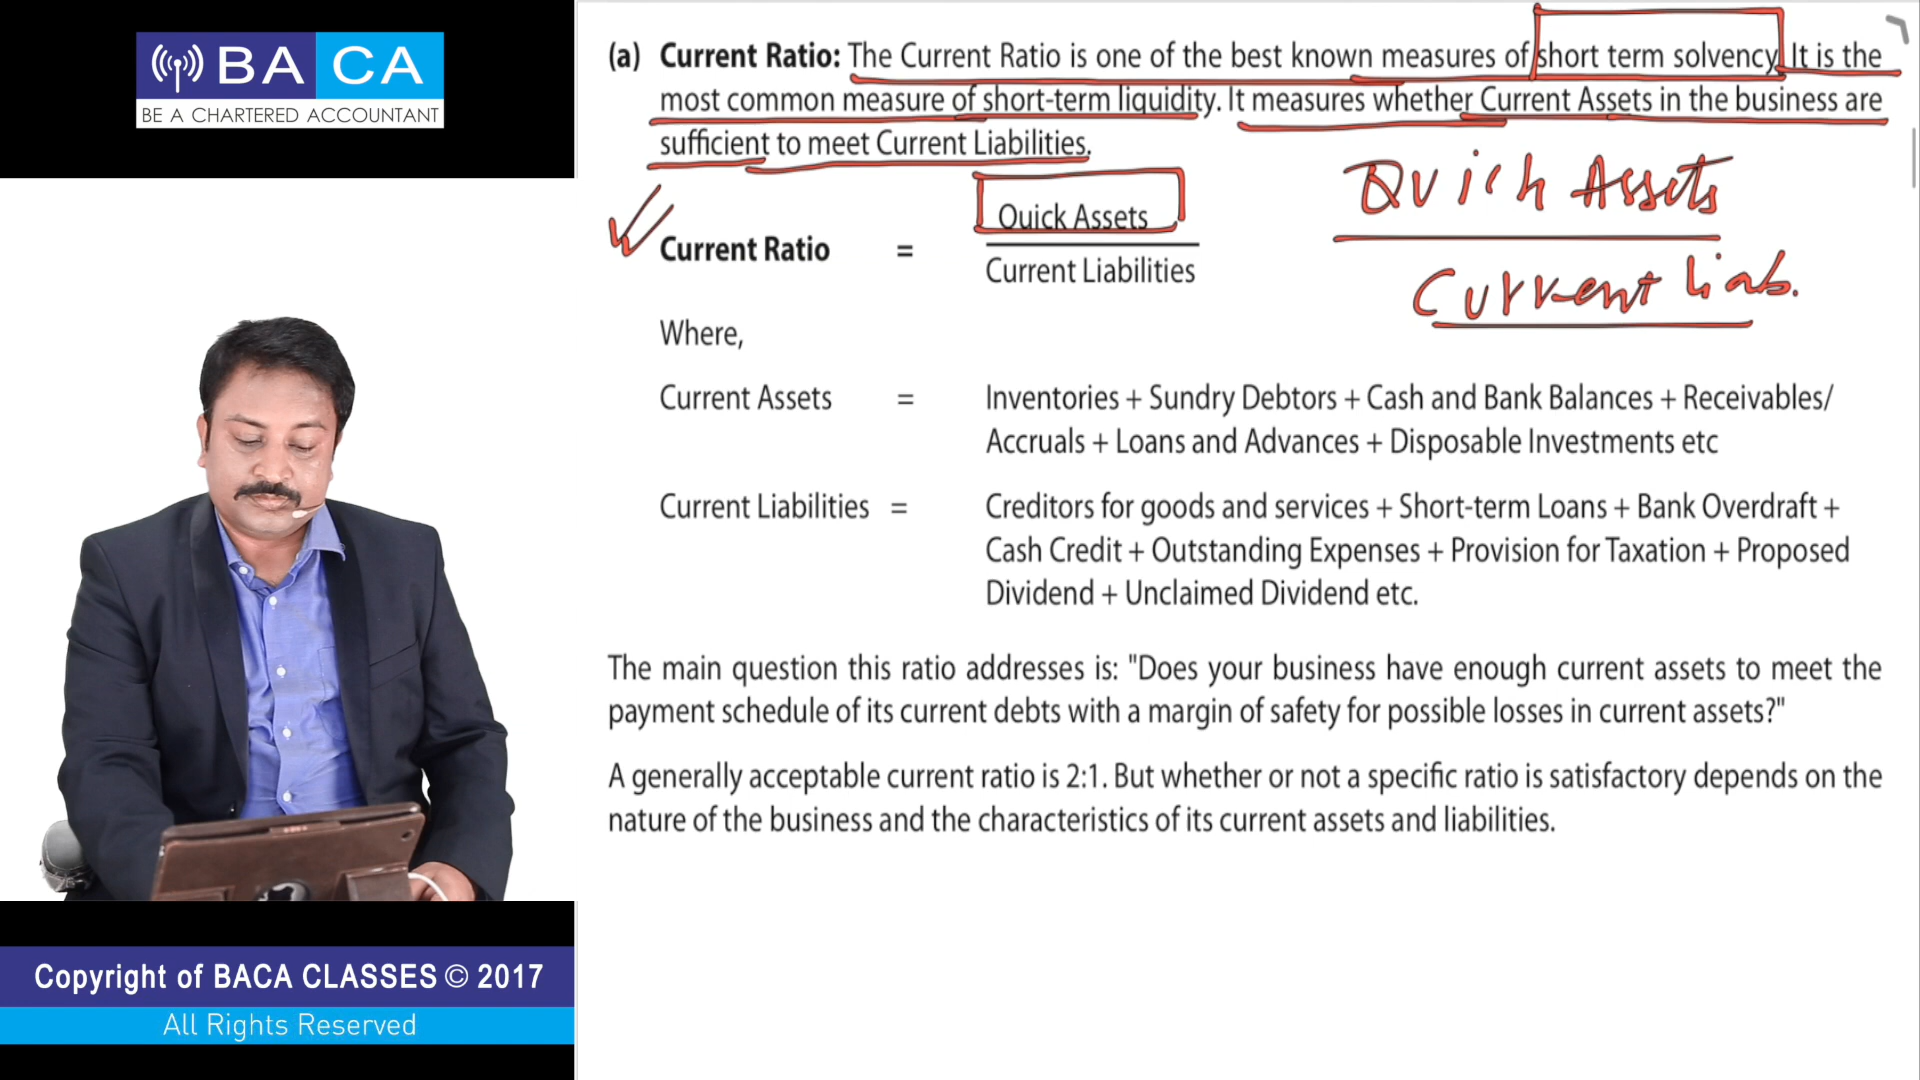 BA CA
BE A CHARTERED ACCOUNTANT
(a) Current Ratio: The Current Ratio is one of the best known measures of short term solvency. It is the
most common measure of short-term liquidity. It measures whether Current Assets in the business are
sufficient to meet Current Liabilities.
Current Ratio = Quick Assets
Current Liabilities
Quick Assets
Current Liab.
Where,
Current Assets = Inventories + Sundry Debtors + Cash and Bank Balances + Receivables/
Accruals + Loans and Advances + Disposable Investments etc
Current Liabilities = Creditors for goods and services + Short-term Loans + Bank Overdraft +
Cash Credit + Outstanding Expenses + Provision for Taxation + Proposed
Dividend + Unclaimed Dividend etc.
The main question this ratio addresses is: "Does your business have enough current assets to meet the
payment schedule of its current debts with a margin of safety for possible losses in current assets?"
A generally acceptable current ratio is 2:1. But whether or not a specific ratio is satisfactory depends on the
nature of the business and the characteristics of its current assets and liabilities.
Copyright of BACA CLASSES © 2017
All Rights Reserved